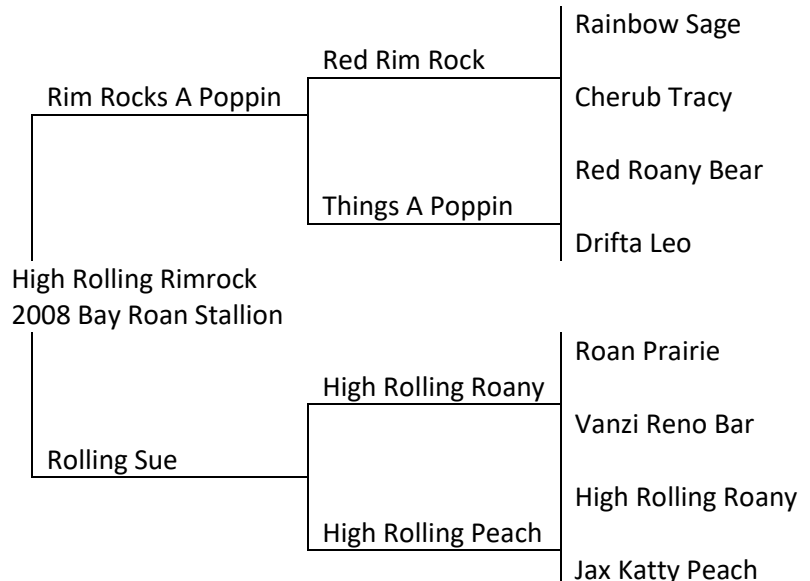 Rainbow Sage
Red Rim Rock
Rim Rocks A Poppin
Cherub Tracy
Red Roany Bear
Things A Poppin
Drifta Leo
High Rolling Rimrock
2008 Bay Roan Stallion
Roan Prairie
High Rolling Roany
Vanzi Reno Bar
Rolling Sue
High Rolling Roany
High Rolling Peach
Jax Katty Peach